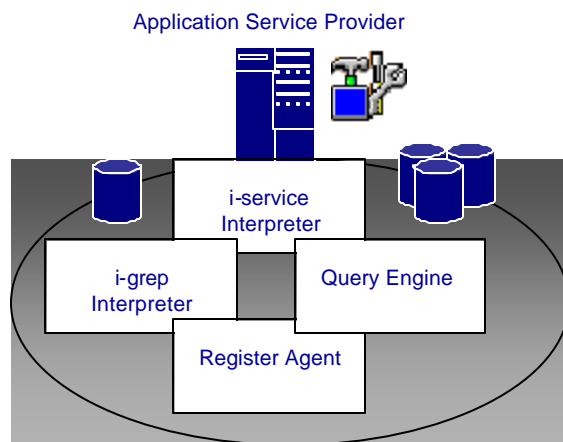 Application Service Provider
i-service
Interpreter
i-grep
Interpreter
Query Engine
Register Agent